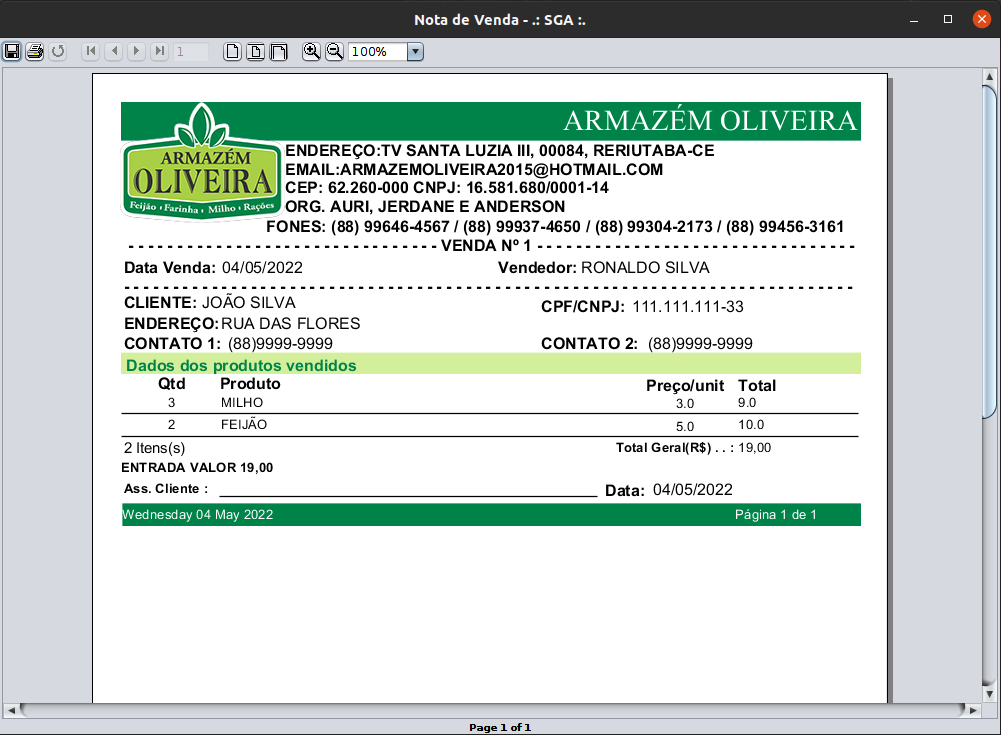 Nota de Venda - .: SGA :.
1
100%
ARMAZÉM OLIVEIRA
ARMAZÉM
OLIVEIRA
Feijão • Farinha • Milho • Rações
ENDEREÇO:TV SANTA LUZIA III, 00084, RERIUTABA-CE
EMAIL:ARMAZEMOLIVEIRA2015@HOTMAIL.COM
CEP: 62.260-000 CNPJ: 16.581.680/0001-14
ORG. AURI, JERDANE E ANDERSON
FONES: (88) 99646-4567 / (88) 99937-4650 / (88) 99304-2173 / (88) 99456-3161
- - - - - - - - - - - - - - - - - - - - - - - - - - - - - - - - VENDA Nº 1 - - - - - - - - - - - - - - - - - - - - - - - - - - - - - - - - -
Data Venda: 04/05/2022 Vendedor: RONALDO SILVA
CLIENTE: JOÃO SILVA CPF/CNPJ: 111.111.111-33
ENDEREÇO:RUA DAS FLORES
CONTATO 1: (88)9999-9999 CONTATO 2: (88)9999-9999
Dados dos produtos vendidos
Qtd Produto Preço/unit Total
3 MILHO 3.0 9.0
2 FEIJÃO 5.0 10.0
2 Itens(s) Total Geral(R$) . . : 19,00
ENTRADA VALOR 19,00
Ass. Cliente : Data: 04/05/2022
Wednesday 04 May 2022 Página 1 de 1
Page 1 of 1